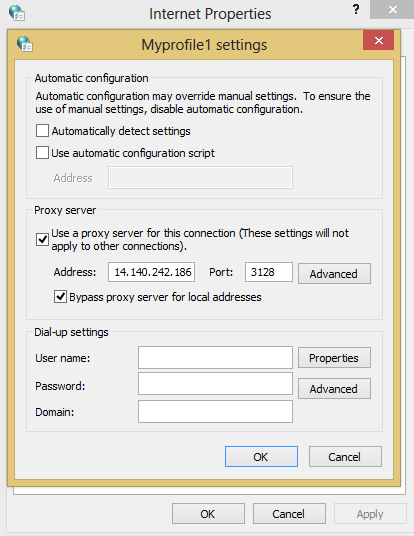 Internet Properties
?
Myprofile1 settings
Automatic configuration
Automatic configuration may override manual settings. To ensure the
use of manual settings, disable automatic configuration.
Automatically detect settings
Use automatic configuration script
Address
Proxy server
Use a proxy server for this connection (These settings will not
apply to other connections).
Address: 14.140.242.186 Port: 3128 Advanced
Bypass proxy server for local addresses
Dial-up settings
User name: Properties
Password: Advanced
Domain:
OK Cancel
OK Cancel Apply